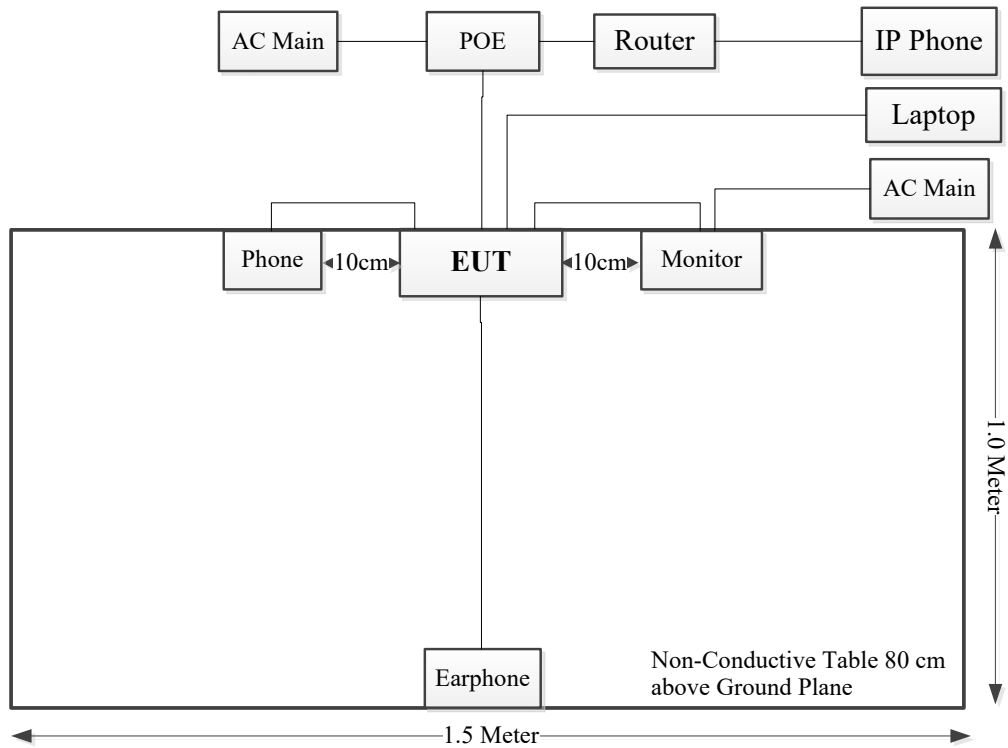 AC Main
POE
Router
IP Phone
Laptop
AC Main
Phone
10cm
EUT
10cm
Monitor
1.0 Meter
Earphone
Non-Conductive Table 80 cm
above Ground Plane
1.5 Meter